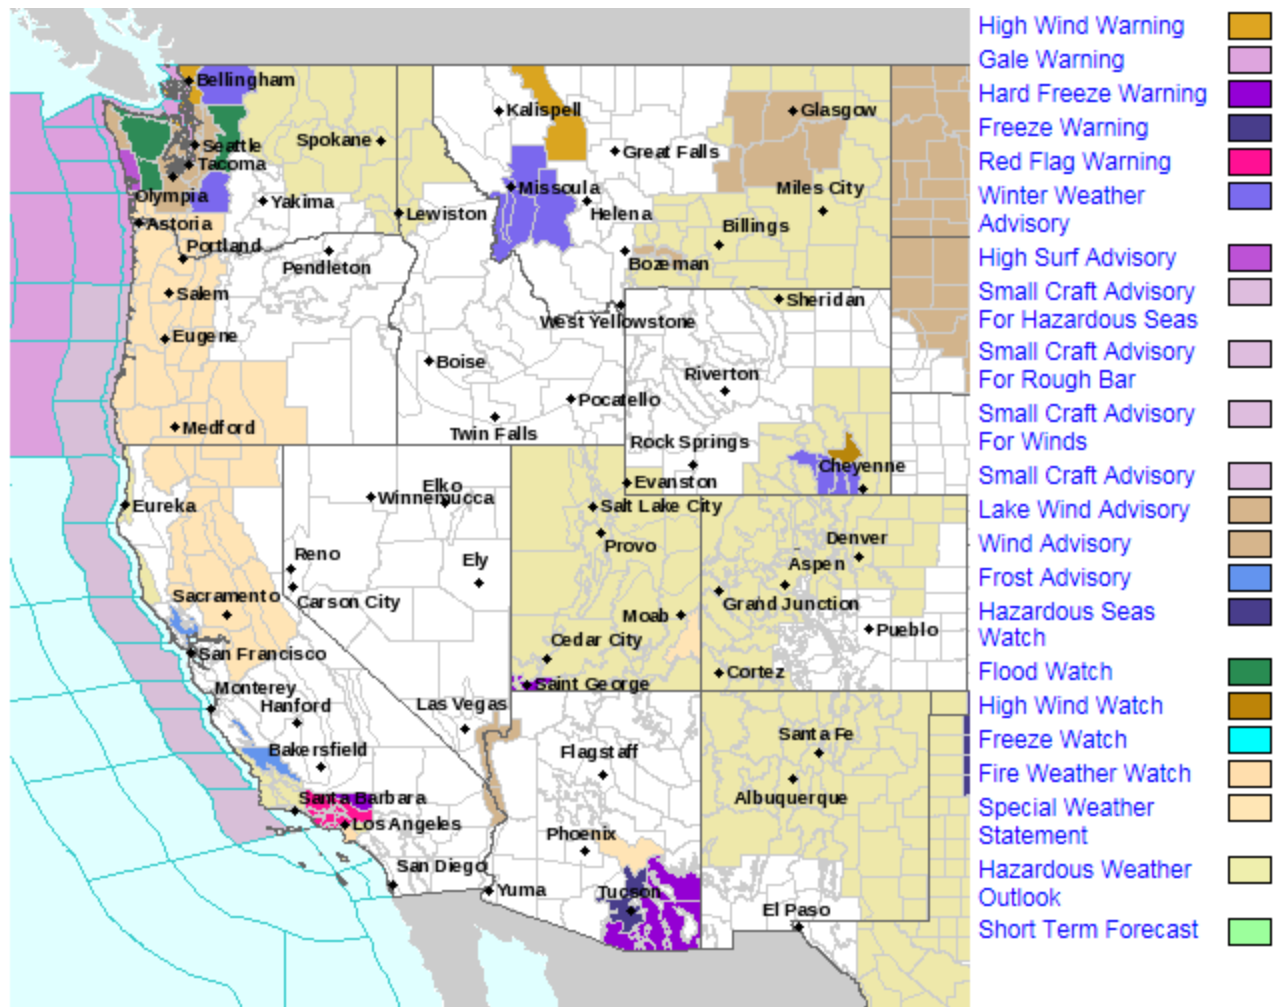 Bellingham
Kalispell
Glasgow
Seattle
Spokane
Great Falls
Tacoma
Missoula
Miles City
Olympia
Yakima
Lewiston
Helena
Astoria
Billings
Portland
Pendleton
Bozeman
Salem
Sheridan
West Yellowstone
Eugene
Boise
Riverton
Pocatello
Medford
Twin Falls
Rock Springs
Cheyenne
Elko
Evanston
Winnemucca
Eureka
Salt Lake City
Provo
Denver
Reno
Ely
Aspen
Sacramento
Carson City
Grand Junction
Moab
Pueblo
Cedar City
San Francisco
Cortez
Saint George
Monterey
Hanford
Las Vegas
Santa Fe
Bakersfield
Flagstaff
Santa Barbara
Albuquerque
Los Angeles
Phoenix
San Diego
Yuma
Tucson
El Paso
High Wind Warning
Gale Warning
Hard Freeze Warning
Freeze Warning
Red Flag Warning
Winter Weather
Advisory
High Surf Advisory
Small Craft Advisory
For Hazardous Seas
Small Craft Advisory
For Rough Bar
Small Craft Advisory
For Winds
Small Craft Advisory
Lake Wind Advisory
Wind Advisory
Frost Advisory
Hazardous Seas
Watch
Flood Watch
High Wind Watch
Freeze Watch
Fire Weather Watch
Special Weather
Statement
Hazardous Weather
Outlook
Short Term Forecast